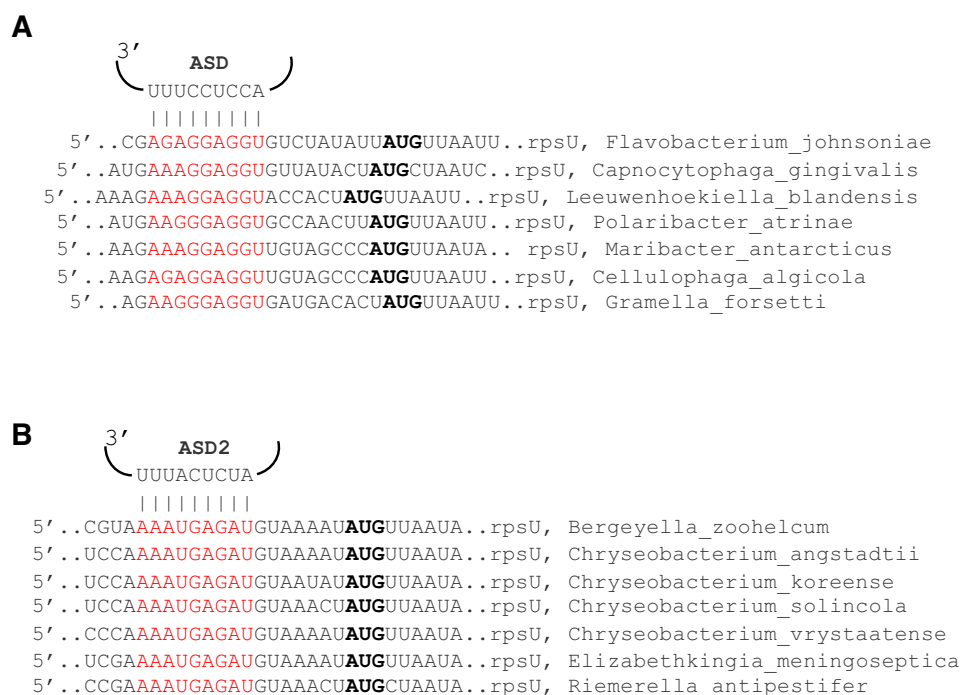 A
3′
ASD
UUUCCUCCA
|||||||||
5′..CGAGAGGAGGUGUCUAUAUUAUGUUAAUU..rpsU, Flavobacterium_johnsoniae
..AUGAAAGGAGGUGUUAUACUAUGCUAAUC..rpsU, Capnocytophaga_gingivalis
5′..AAAGAAAGGAGGUACCACUAUGUUAAUU..rpsU, Leeuwenhoekiella_blandensis
5′..AUGAAGGGAGGUGCCAACUUAUGUUAAUU..rpsU, Polaribacter_atrinae
5′..AAGAAAGGAGGUUGUAGCCCAUGUUAAUA.. rpsU, Maribacter_antarcticus
5′..AAGAGAGGAGGUUGUAGCCCAUGUUAAUU..rpsU, Cellulophaga_algicola
5′..AGAAGGGAGGUGAUGACACUAUGUUAAUU..rpsU, Gramella_forsetti
B
3′
ASD2
UUUACUCUA
|||||||||
5′..CGUAAAAUGAGAUGUAAAAUAUGUUAAUA..rpsU, Bergeyella_zoohelcum
5′..UCCAAAAUGAGAUGUAAAAUAUGUUAAUA..rpsU, Chryseobacterium_angstadtii
5′..UCCAAAAUGAGAUGUAAUAUAUGUUAAUA..rpsU, Chryseobacterium_koreense
5′..UCCAAAAUGAGAUGUAAACUAUGUUAAUA..rpsU, Chryseobacterium_solincola
5′..CCCAAAAUGAGAUGUAAAAUAUGUUAAUA..rpsU, Chryseobacterium_vrystaatense
5′..UCGAAAAUGAGAUGUAAACUAUGUUAAUA..rpsU, Elizabethkingia_meningoseptica
5′..CCGAAAAUGAGAUGUAAACUAUGCUAAUA..rpsU, Riemerella_antipestifer